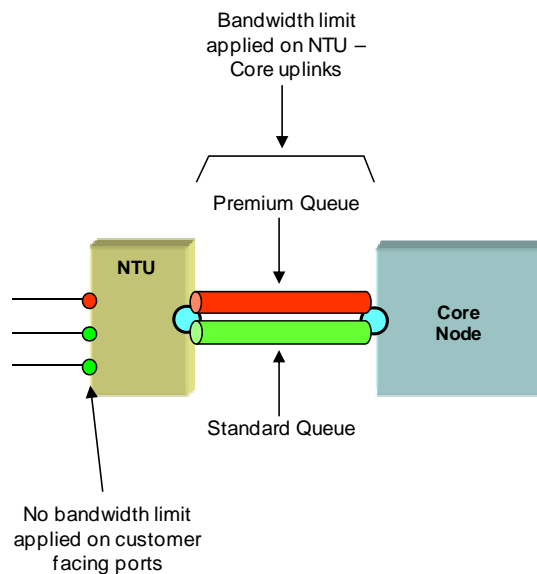 Bandwidth limit
applied on NTU –
Core uplinks
Premium Queue
NTU
Core
Node
Standard Queue
No bandwidth limit
applied on customer
facing ports